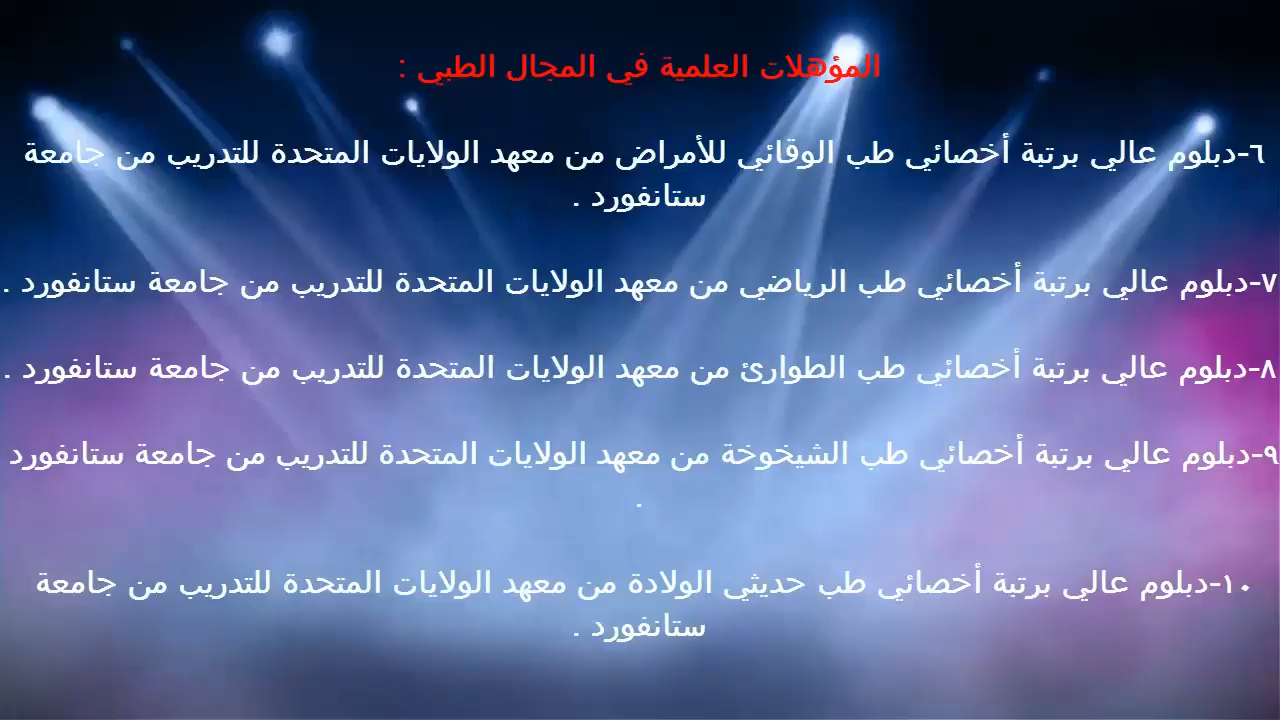 المؤهلات العلمية في المجال الطبي :
٦-دبلوم عالي برتبة أخصائي طب الوقائي للأمراض من معهد الولايات المتحدة للتدريب من جامعة
ستانفورد .
٧-دبلوم عالي برتبة أخصائي طب الرياضي من معهد الولايات المتحدة للتدريب من جامعة ستانفورد .
٨-دبلوم عالي برتبة أخصائي طب الطوارئ من معهد الولايات المتحدة للتدريب من جامعة ستانفورد .
٩-دبلوم عالي برتبة أخصائي طب الشيخوخة من معهد الولايات المتحدة للتدريب من جامعة ستانفورد
.
١٠-دبلوم عالي برتبة أخصائي طب حديثي الولادة من معهد الولايات المتحدة للتدريب من جامعة
ستانفورد .